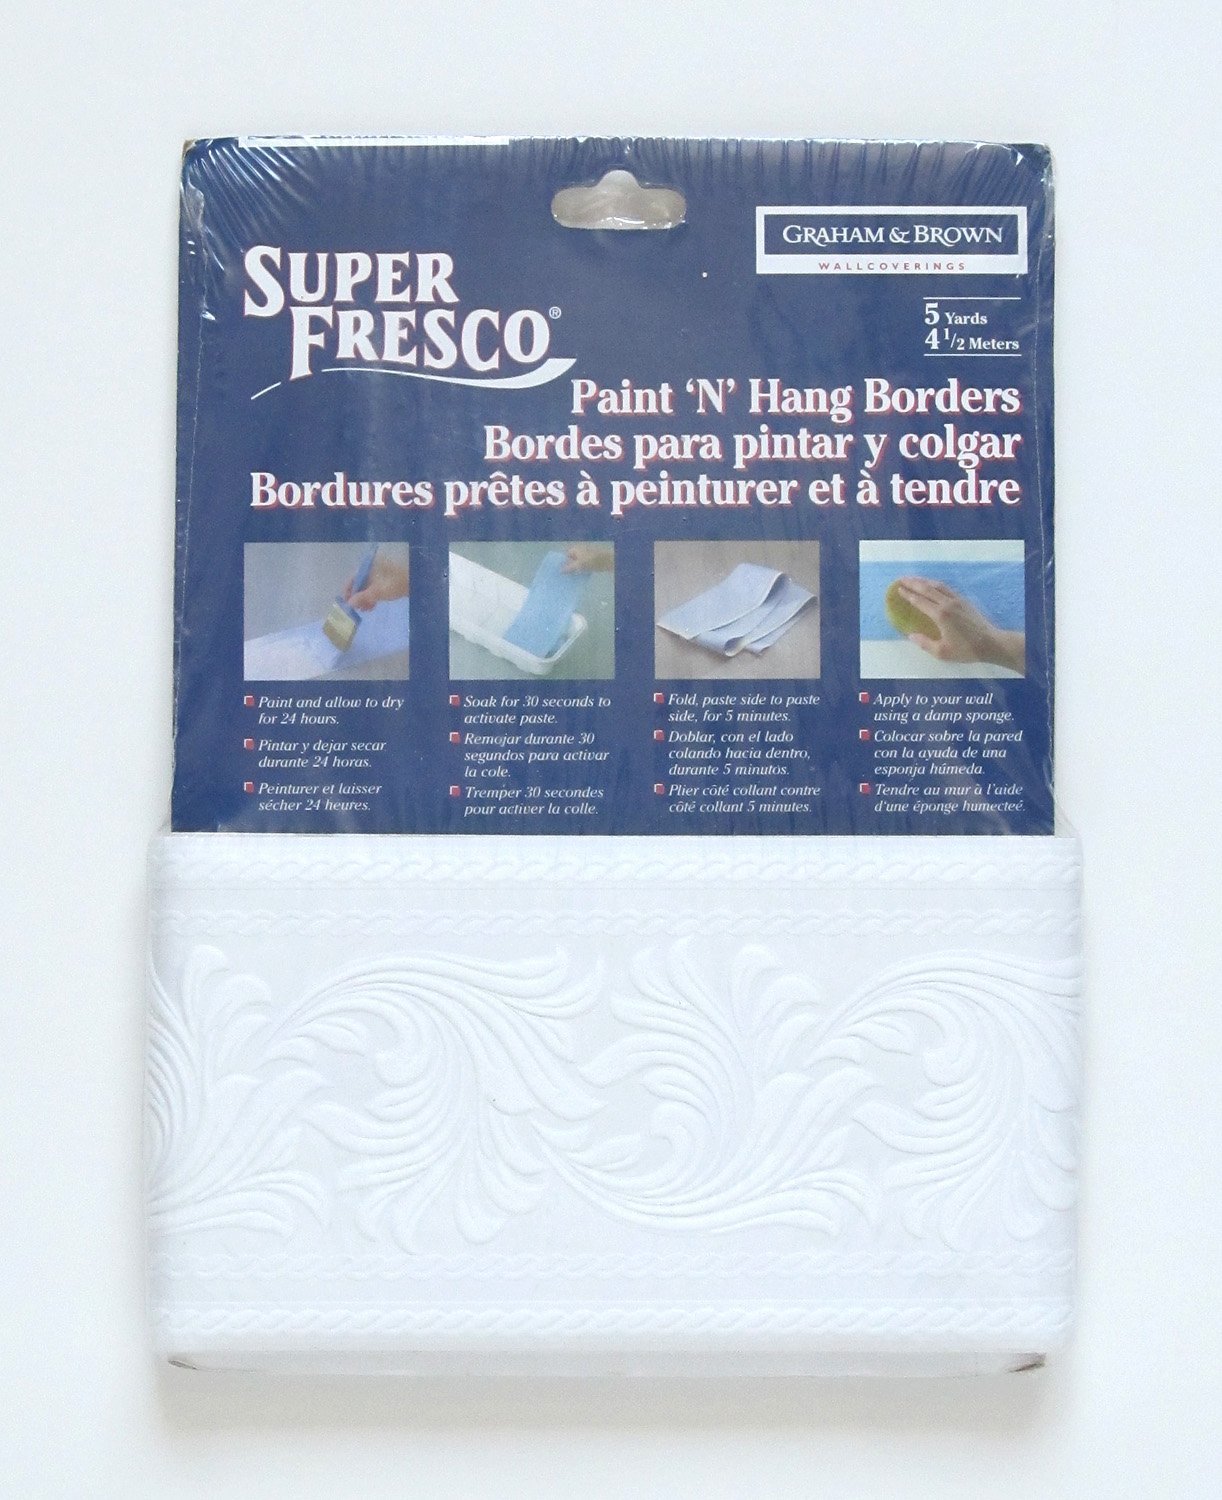 GRAHAM & BROWN
WALLCOVERINGS
SUPER
FRESCO®
5 Yards
4 1/2 Meters
Paint ‘N’ Hang Borders
Bordes para pintar y colgar
Bordures prêtes à peinturer et à tendre
Paint and allow to dry
for 24 hours.
Pintar y dejar secar
durante 24 horas.
Peinturer et laisser
sécher 24 heures.
Soak for 30 seconds to
activate paste.
Remojar durante 30
segundos para activar
la cole.
Tremper 30 secondes
pour activer la colle.
Fold, paste side to paste
side, for 5 minutes.
Doblar, con el lado
colando hacia dentro,
durante 5 minutos.
Plier côté collant contre
côté collant 5 minutes.
Apply to your wall
using a damp sponge.
Colocar sobre la pared
con la ayuda de una
esponja húmeda.
Tendre au mur à l'aide
d'une éponge humecteé.